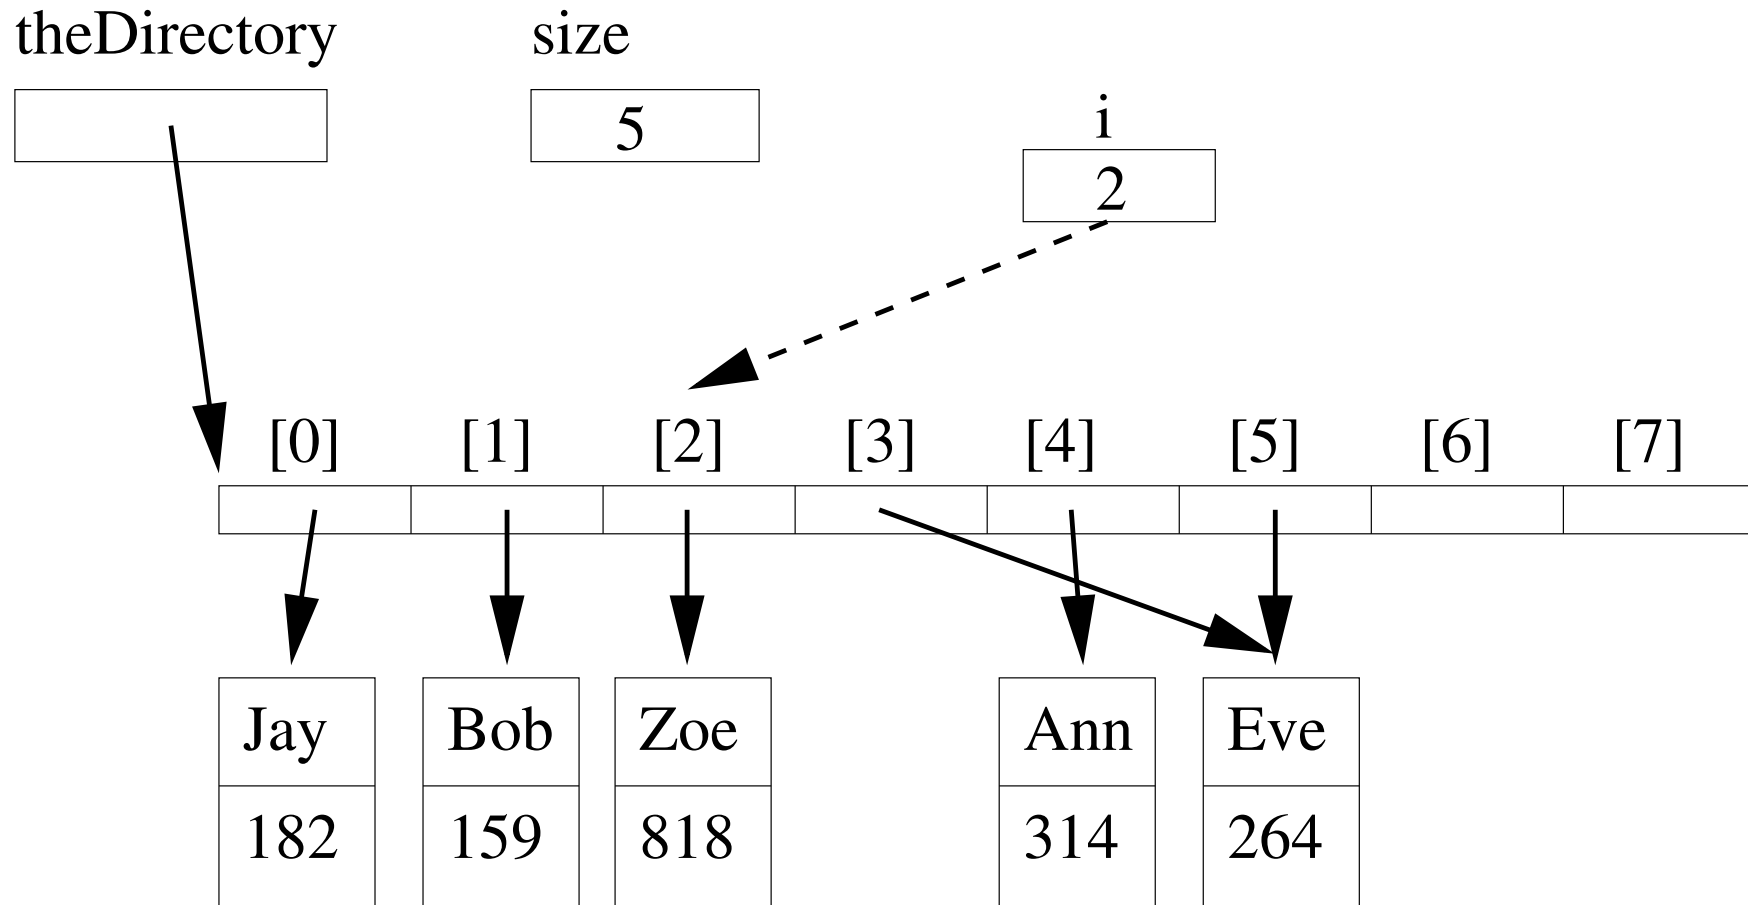 theDirectory size
i
5
2
[0] [1] [2] [3] [4] [5] [6] [7]
Jay Bob Zoe Ann Eve
182 159 818 314 264